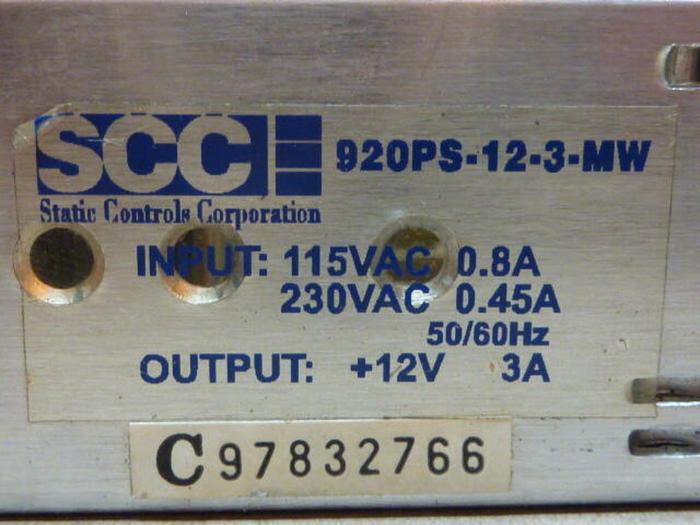 SCC
920PS-12-3-MW
Static Controls Corporation
INPUT: 115VAC 0.8A
230VAC 0.45A
50/60Hz
OUTPUT: +12V 3A
C97832766